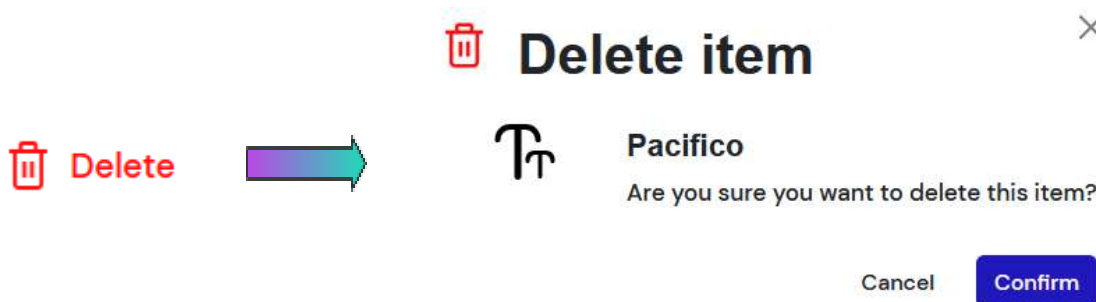 Delete
Delete item
Pacifico
Are you sure you want to delete this item?
Cancel
Confirm